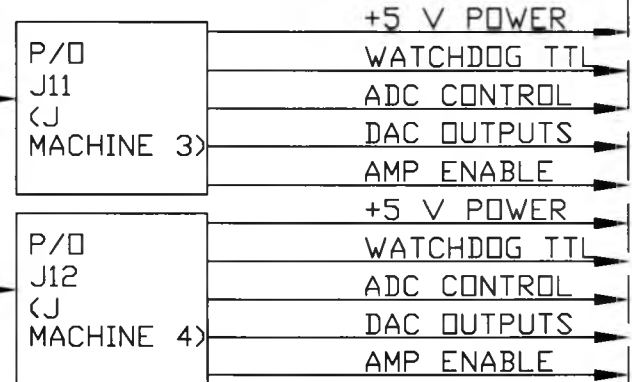 P/O
J11
(J
MACHINE 3)
+5 V POWER
WATCHDOG TTL
ADC CONTROL
DAC OUTPUTS
AMP ENABLE
P/O
J12
(J
MACHINE 4)
+5 V POWER
WATCHDOG TTL
ADC CONTROL
DAC OUTPUTS
AMP ENABLE